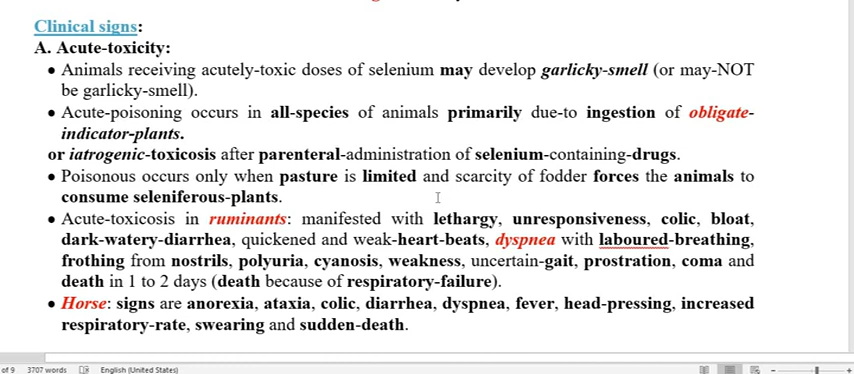 Clinical signs:
A. Acute-toxicity:
• Animals receiving acutely-toxic doses of selenium may develop garlicky-smell (or may-NOT
be garlicky-smell).
• Acute-poisoning occurs in all-species of animals primarily due-to ingestion of obligate-
indicator-plants.
or iatrogenic-toxicosis after parenteral-administration of selenium-containing-drugs.
• Poisonous occurs only when pasture is limited and scarcity of fodder forces the animals to
consume seleniferous-plants.
• Acute-toxicosis in ruminants: manifested with lethargy, unresponsiveness, colic, bloat,
dark-watery-diarrhea, quickened and weak-heart-beats, dyspnea with laboured-breathing,
frothing from nostrils, polyuria, cyanosis, weakness, uncertain-gait, prostration, coma and
death in 1 to 2 days (death because of respiratory-failure).
• Horse: signs are anorexia, ataxia, colic, diarrhea, dyspnea, fever, head-pressing, increased
respiratory-rate, swearing and sudden-death.
of 9 3707 words English (United States)